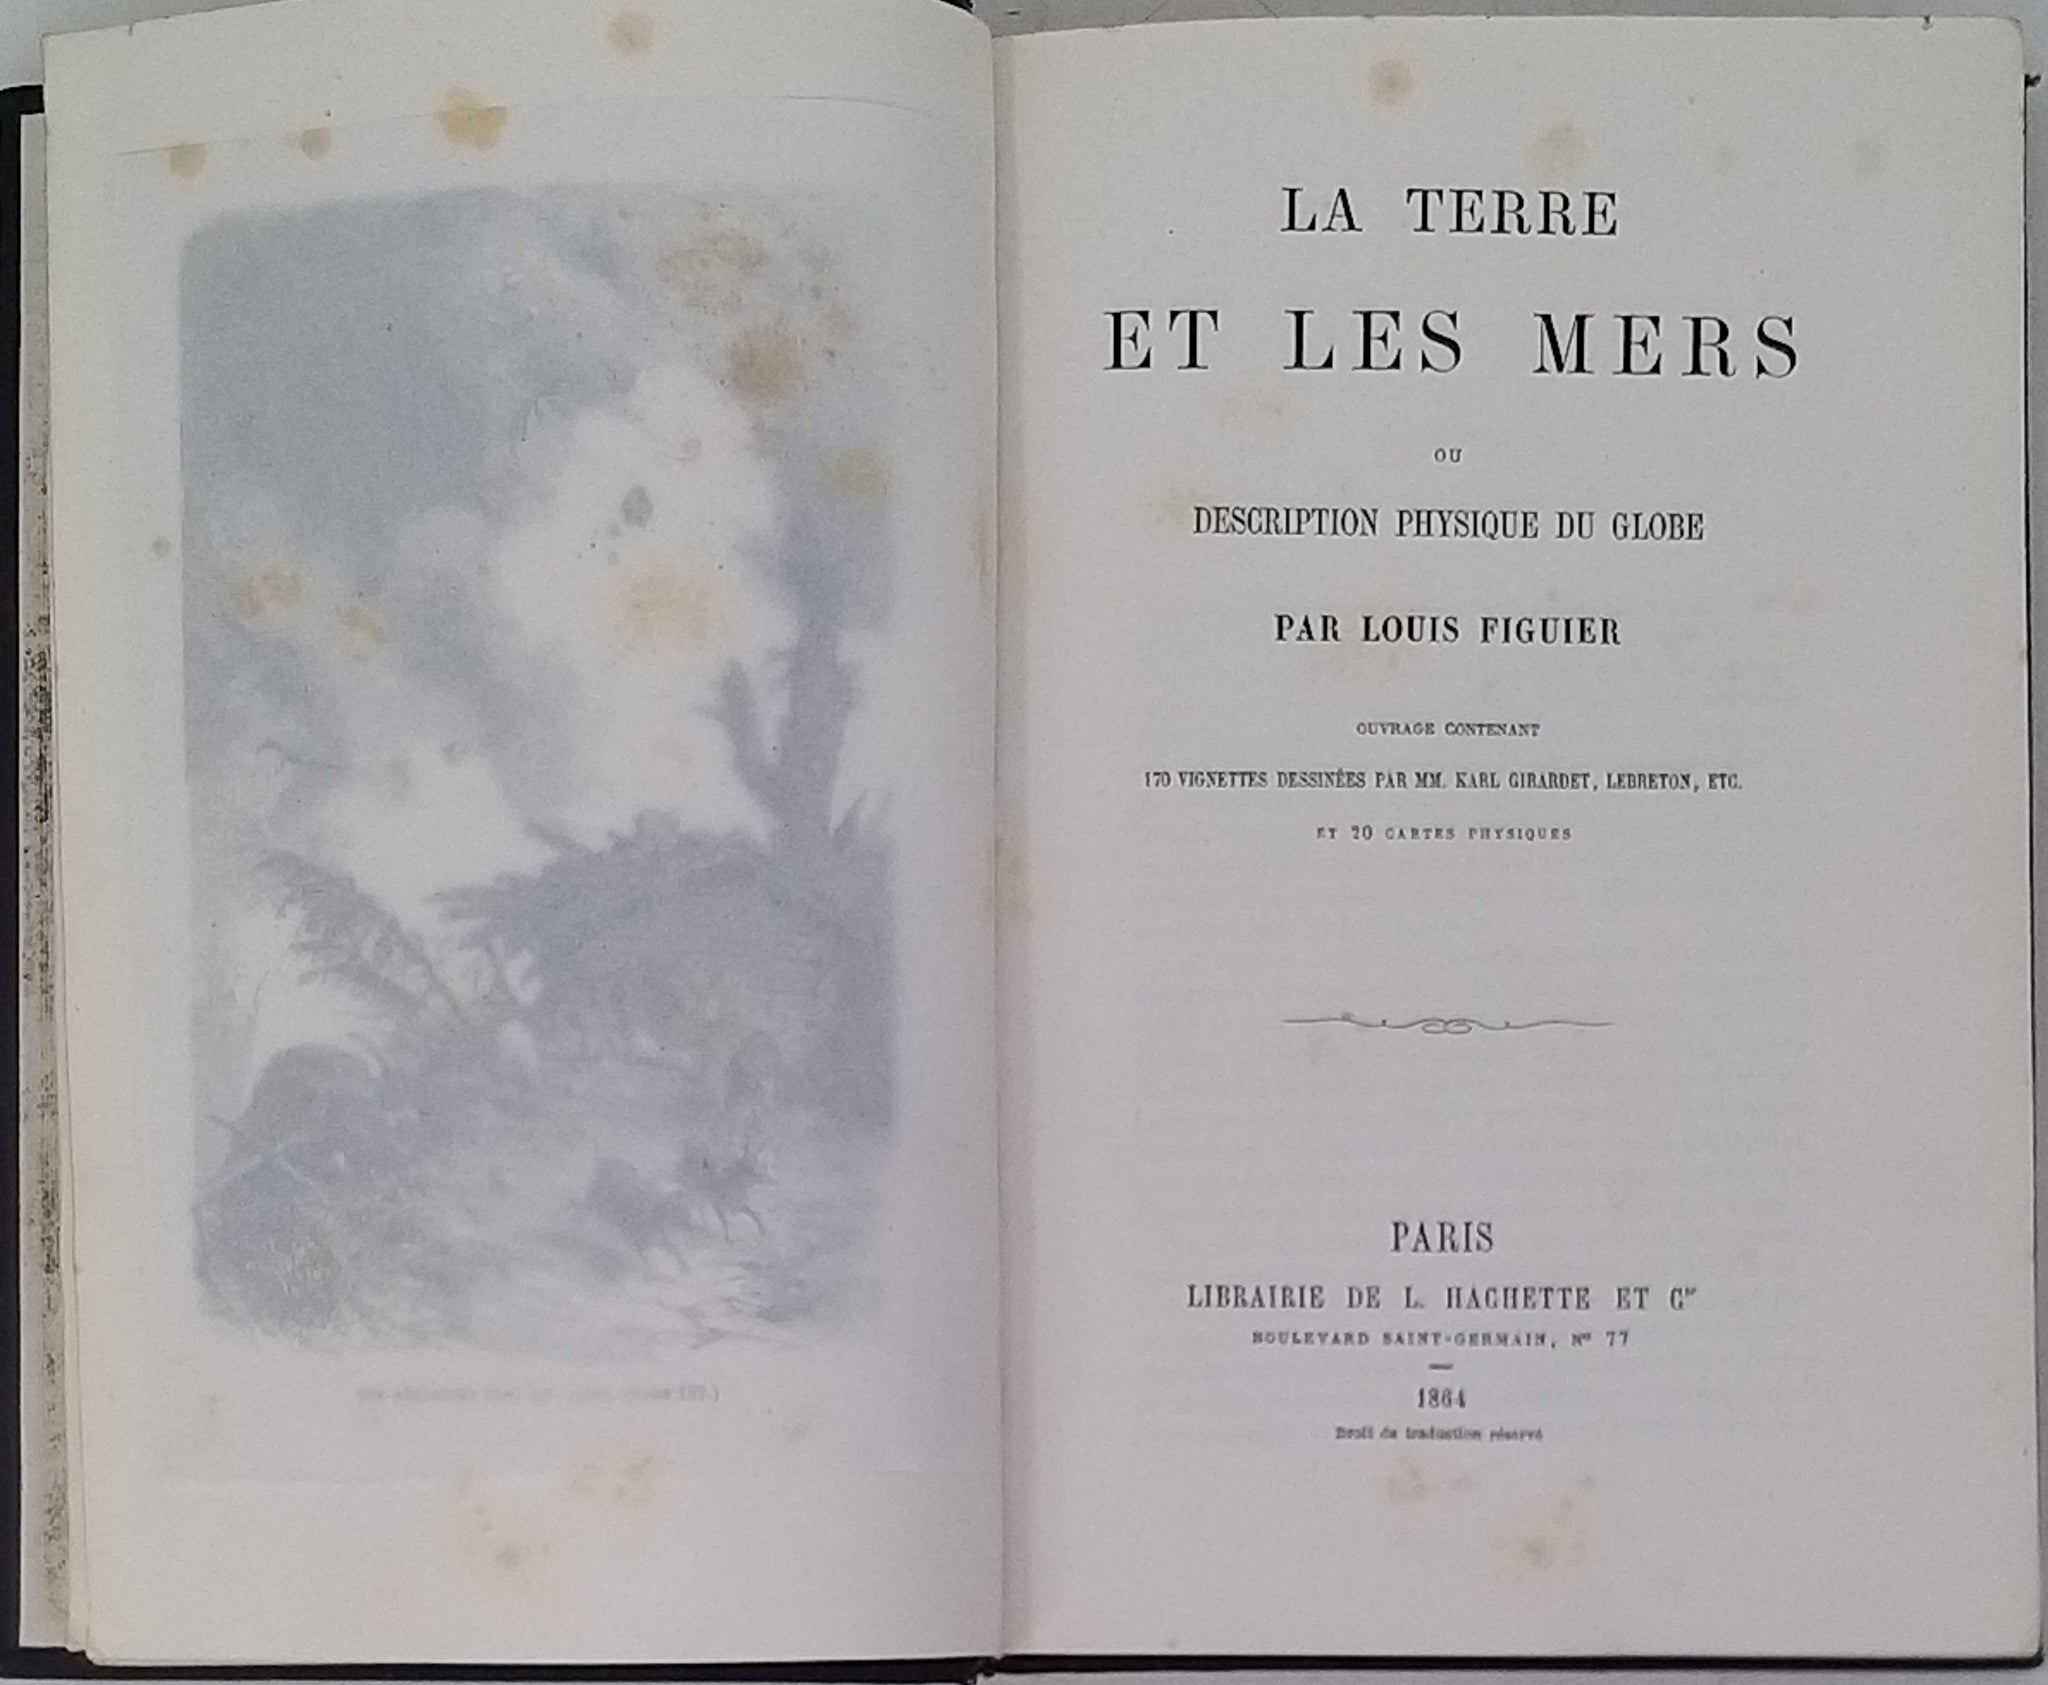 LA TERRE
ET LES MERS
OU
DESCRIPTION PHYSIQUE DU GLOBE
PAR LOUIS FIGUIER
OUVRAGE CONTENANT
170 VIGNETTES DESSINÉES PAR MM. KARL GIRARDET, LEBRETON, ETC.
ET 20 CARTES PHYSIQUES
PARIS
LIBRAIRIE DE L. HACHETTE ET Cie
BOULEVARD SAINT-GERMAIN, No 77
1864
Droit de traduction réservé